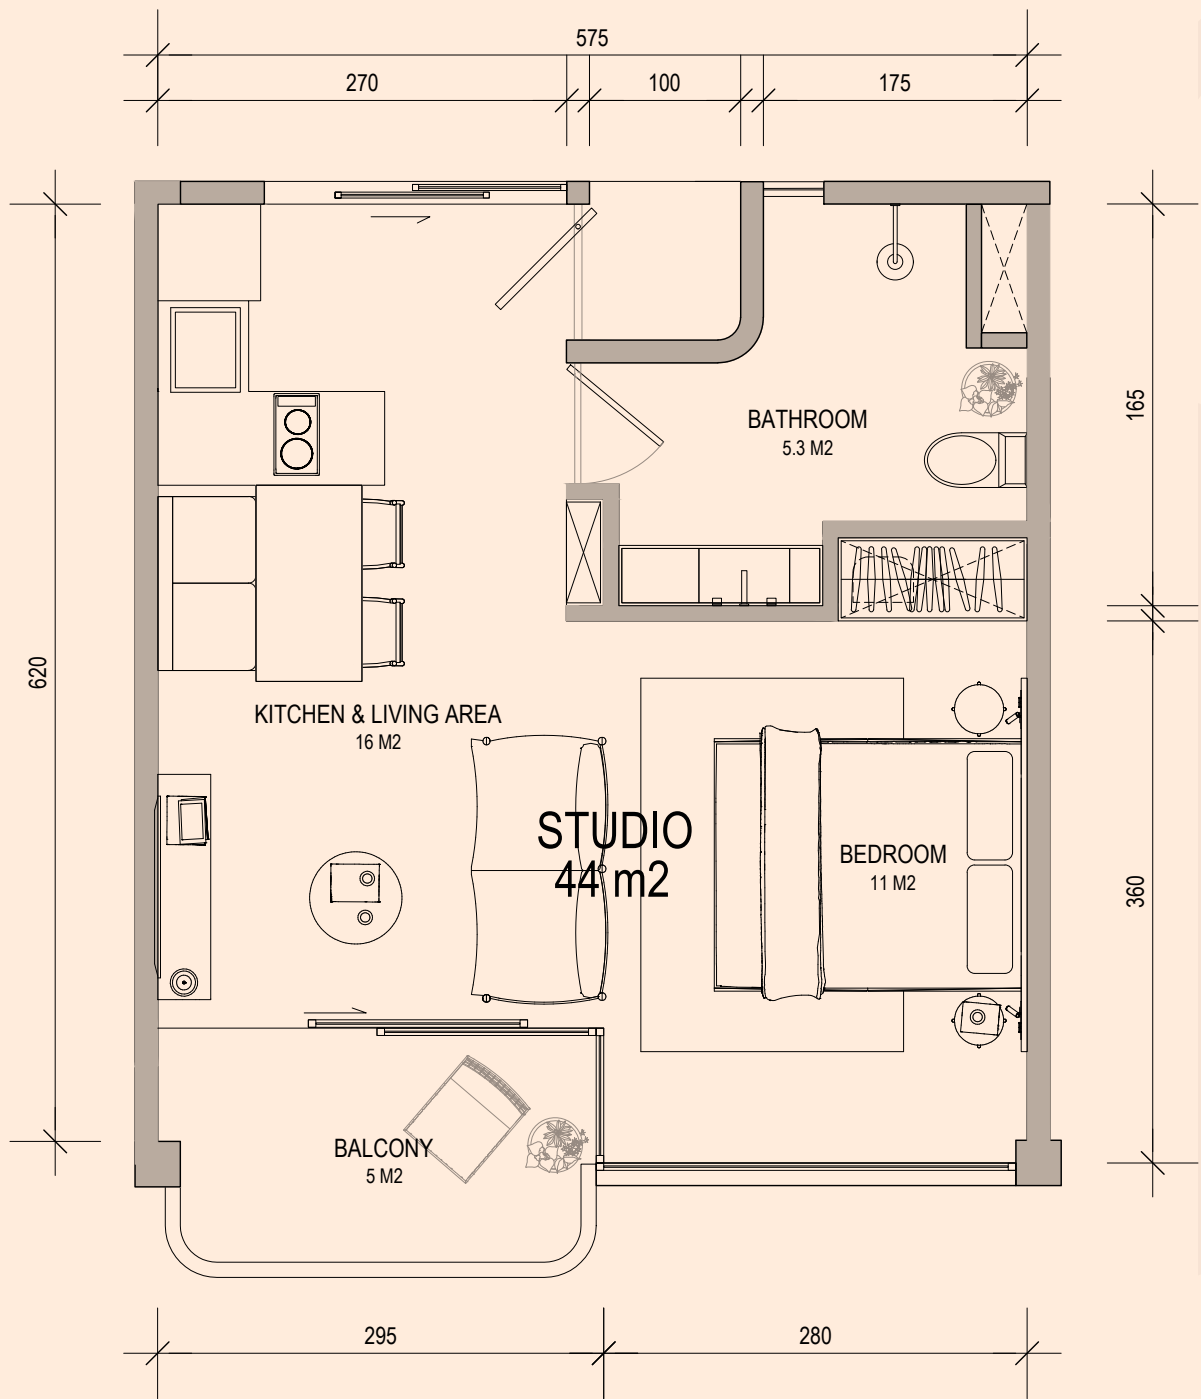 575
270
100
175
BATHROOM
5.3 M2
165
620
KITCHEN & LIVING AREA
16 M2
STUDIO
44 m2
BEDROOM
11 M2
360
BALCONY
5 M2
295
280